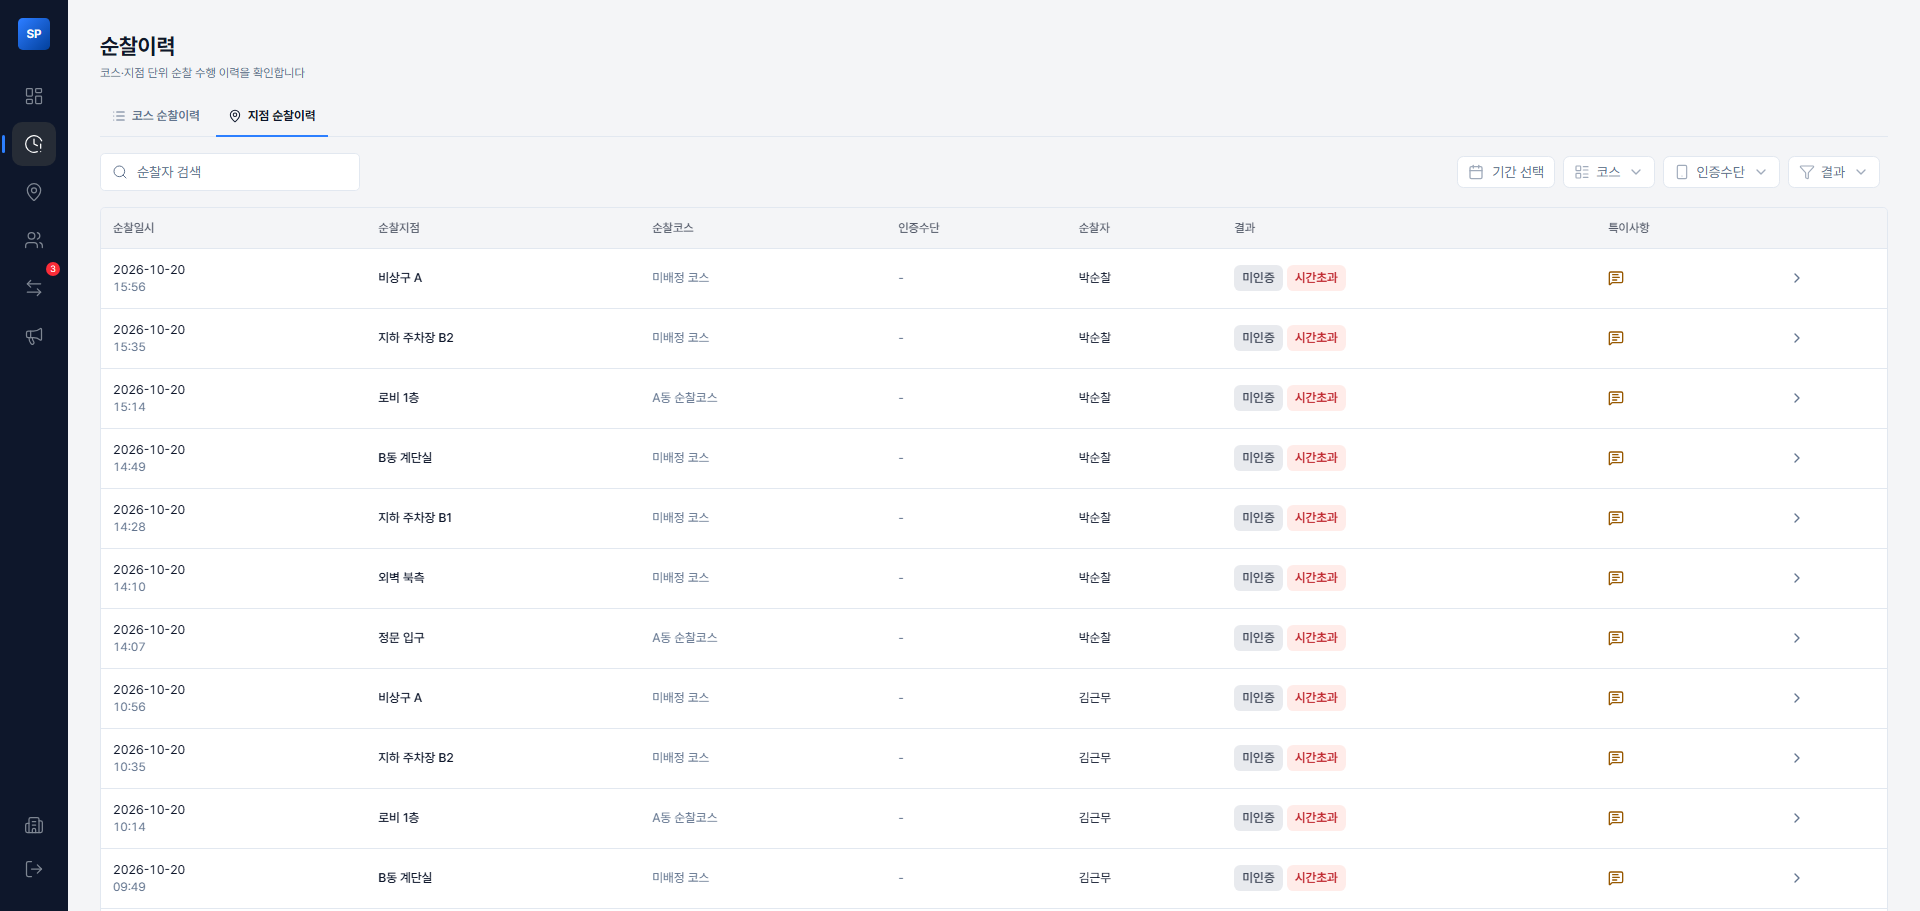 SP
순찰이력
코스·지점 단위 순찰 수행 이력을 확인합니다
코스 순찰이력 지점 순찰이력
순찰자 검색 기간 선택 코스 인증수단 결과
순찰일시 순찰지점 순찰코스 인증수단 순찰자 결과 특이사항
2026-10-20
15:56
비상구 A 미배정 코스 - 박순찰 미인증 시간초과
2026-10-20
15:35
지하 주차장 B2 미배정 코스 - 박순찰 미인증 시간초과
2026-10-20
15:14
로비 1층 A동 순찰코스 - 박순찰 미인증 시간초과
2026-10-20
14:49
B동 계단실 미배정 코스 - 박순찰 미인증 시간초과
2026-10-20
14:28
지하 주차장 B1 미배정 코스 - 박순찰 미인증 시간초과
2026-10-20
14:10
외벽 북측 미배정 코스 - 박순찰 미인증 시간초과
2026-10-20
14:07
정문 입구 A동 순찰코스 - 박순찰 미인증 시간초과
2026-10-20
10:56
비상구 A 미배정 코스 - 김근무 미인증 시간초과
2026-10-20
10:35
지하 주차장 B2 미배정 코스 - 김근무 미인증 시간초과
2026-10-20
10:14
로비 1층 A동 순찰코스 - 김근무 미인증 시간초과
2026-10-20
09:49
B동 계단실 미배정 코스 - 김근무 미인증 시간초과
3